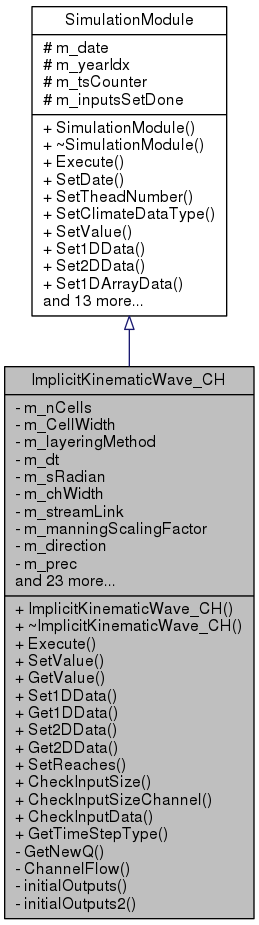 SimulationModule
# m_date
# m_yearIdx
# m_tsCounter
# m_inputsSetDone
+ SimulationModule()
+ ~SimulationModule()
+ Execute()
+ SetDate()
+ SetTheadNumber()
+ SetClimateDataType()
+ SetValue()
+ Set1DData()
+ Set2DData()
+ Set1DArrayData()
and 13 more...
ImplicitKinematicWave_CH
- m_nCells
- m_CellWidth
- m_layeringMethod
- m_dt
- m_sRadian
- m_chWidth
- m_streamLink
- m_manningScalingFactor
- m_direction
- m_prec
and 23 more...
+ ImplicitKinematicWave_CH()
+ ~ImplicitKinematicWave_CH()
+ Execute()
+ SetValue()
+ GetValue()
+ Set1DData()
+ Get1DData()
+ Set2DData()
+ Get2DData()
+ SetReaches()
+ CheckInputSize()
+ CheckInputSizeChannel()
+ CheckInputData()
+ GetTimeStepType()
- GetNewQ()
- ChannelFlow()
- initialOutputs()
- initialOutputs2()